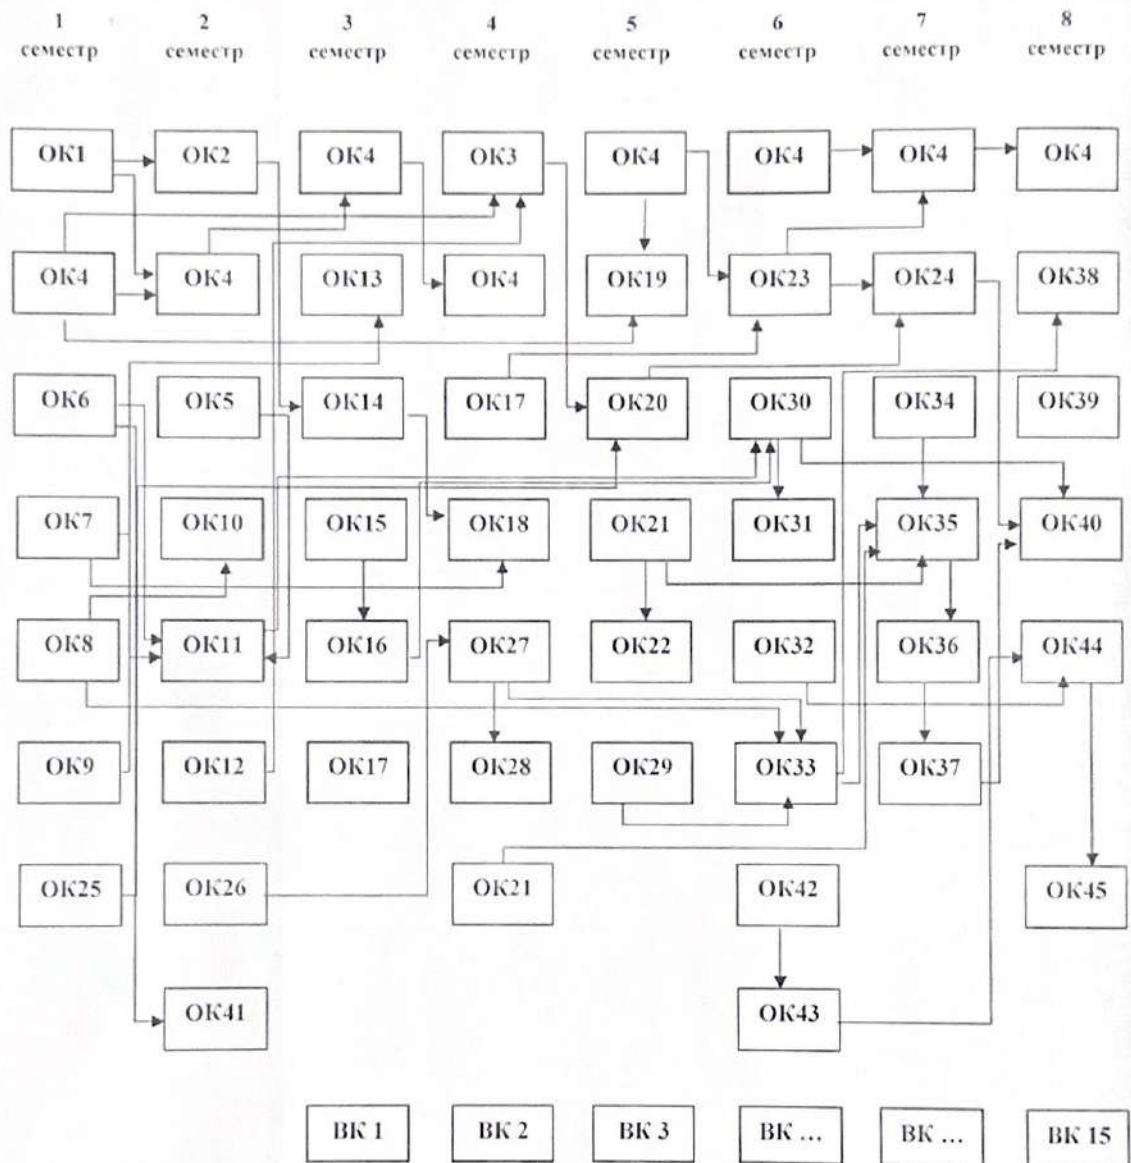 1 2 3 4 5 6 7 8
семестр семестр семестр семестр семестр семестр семестр семестр
ОК1 ОК2 ОК4 ОК3 ОК4 ОК4 ОК4 ОК4
ОК4 ОК4 ОК13 ОК4 ОК19 ОК23 ОК24 ОК38
ОК6 ОК5 ОК14 ОК17 ОК20 ОК30 ОК34 ОК39
ОК7 ОК10 ОК15 ОК18 ОК21 ОК31 ОК35 ОК40
ОК8 ОК11 ОК16 ОК27 ОК22 ОК32 ОК36 ОК44
ОК9 ОК12 ОК17 ОК28 ОК29 ОК33 ОК37
ОК25 ОК26 ОК21 ОК42 ОК45
ОК41 ОК43
ВК 1 ВК 2 ВК 3 ВК ... ВК ... ВК 15